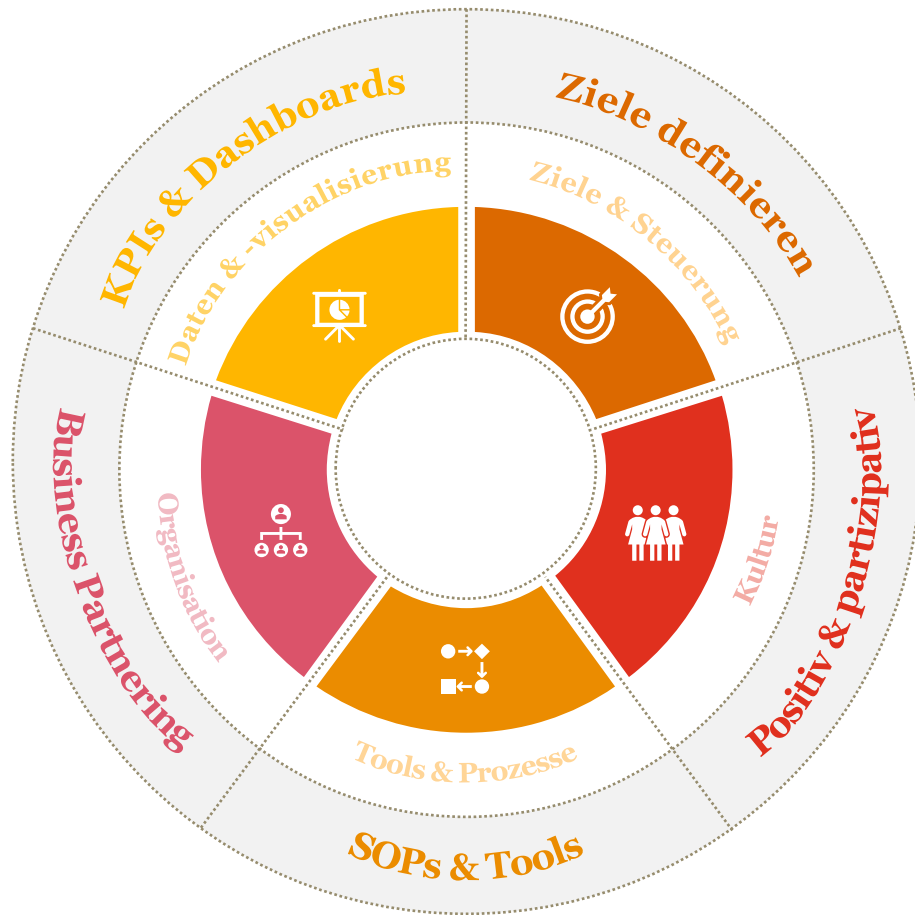 KPIs & Dashboards
Ziele definieren
Daten & -visualisierung
Ziele & Steuerung
Business Partnering
Organisation
Kultur
Positiv & partizipativ
Tools & Prozesse
SOPs & Tools